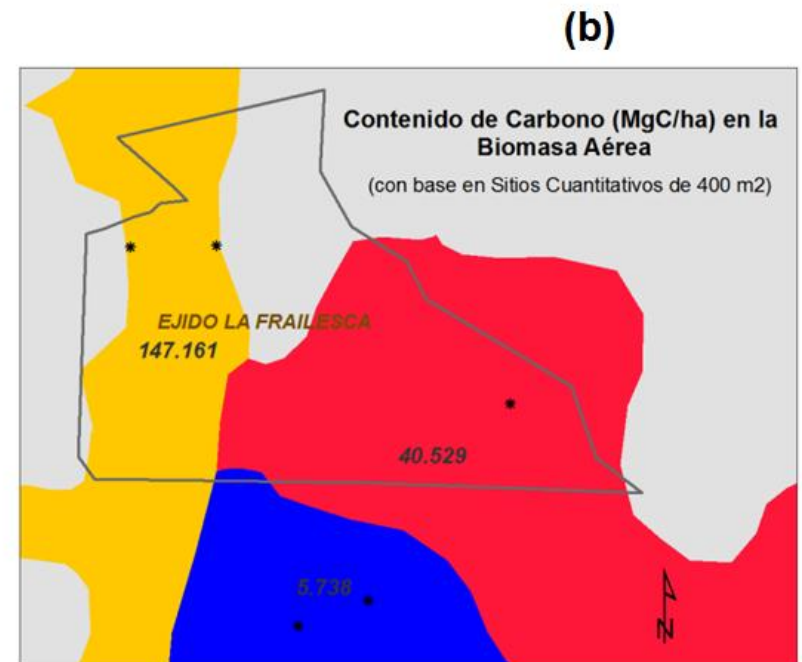 (b)
Contenido de Carbono (MgC/ha) en la
Biomasa Aérea
(con base en Sitios Cuantitativos de 400 m2)
EJIDO LA FRAILESCA
147.161
40.529
5.738
N